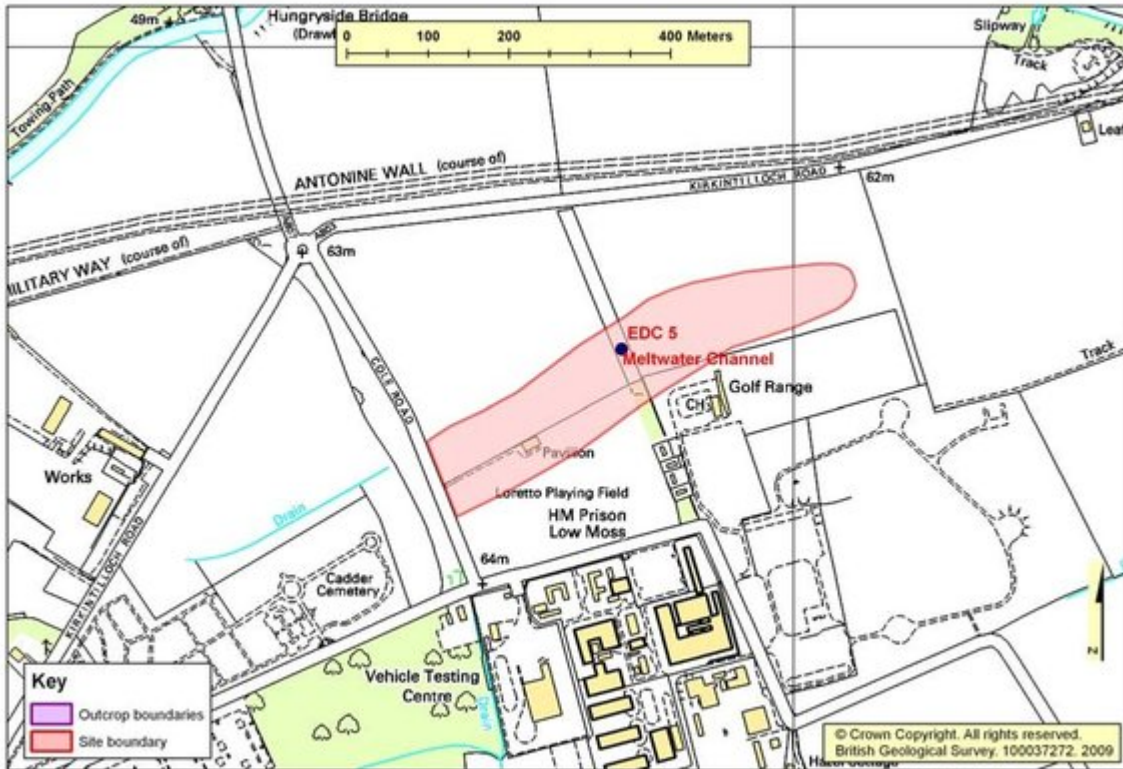 49m
Hungryside Bridge
0 100 200 400 Meters
Slipway
Track
Towing Path
ANTONINE WALL (course of)
KIRKINTILLOCH ROAD
62m
MILITARY WAY (course of)
63m
EDC 5
Meltwater Channel
COLE ROAD
Golf Range
CH
Track
Works
Pavilion
Loretto Playing Field
HM Prison
Low Moss
Drain
64m
Cadder
Cemetery
KIRKINTILLOCH ROAD
Vehicle Testing
Centre
Drain
N
Key
Outcrop boundaries
Site boundary
© Crown Copyright. All rights reserved.
British Geological Survey. 100037272. 2009